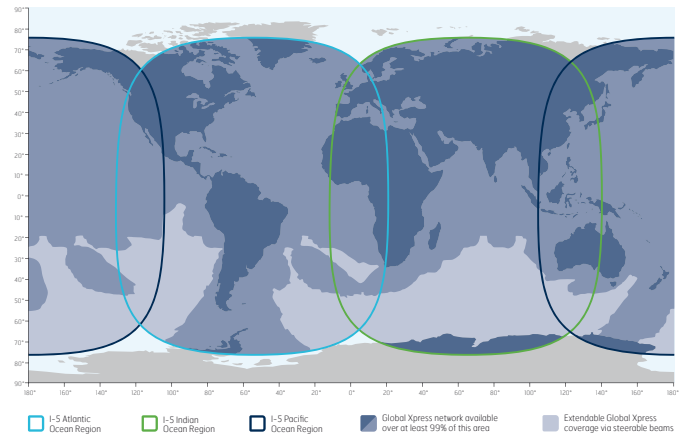 90°
80°
70°
60°
50°
40°
30°
20°
10°
0°
10°
20°
30°
40°
50°
60°
70°
80°
90°
180° 160° 140° 120° 100° 80° 60° 40° 20° 0° 20° 40° 60° 80° 100° 120° 140° 160° 180°
I-5 Atlantic
Ocean Region
I-5 Indian
Ocean Region
I-5 Pacific
Ocean Region
Global Xpress network available
over at least 99% of this area
Extendable Global Xpress
coverage via steerable beams